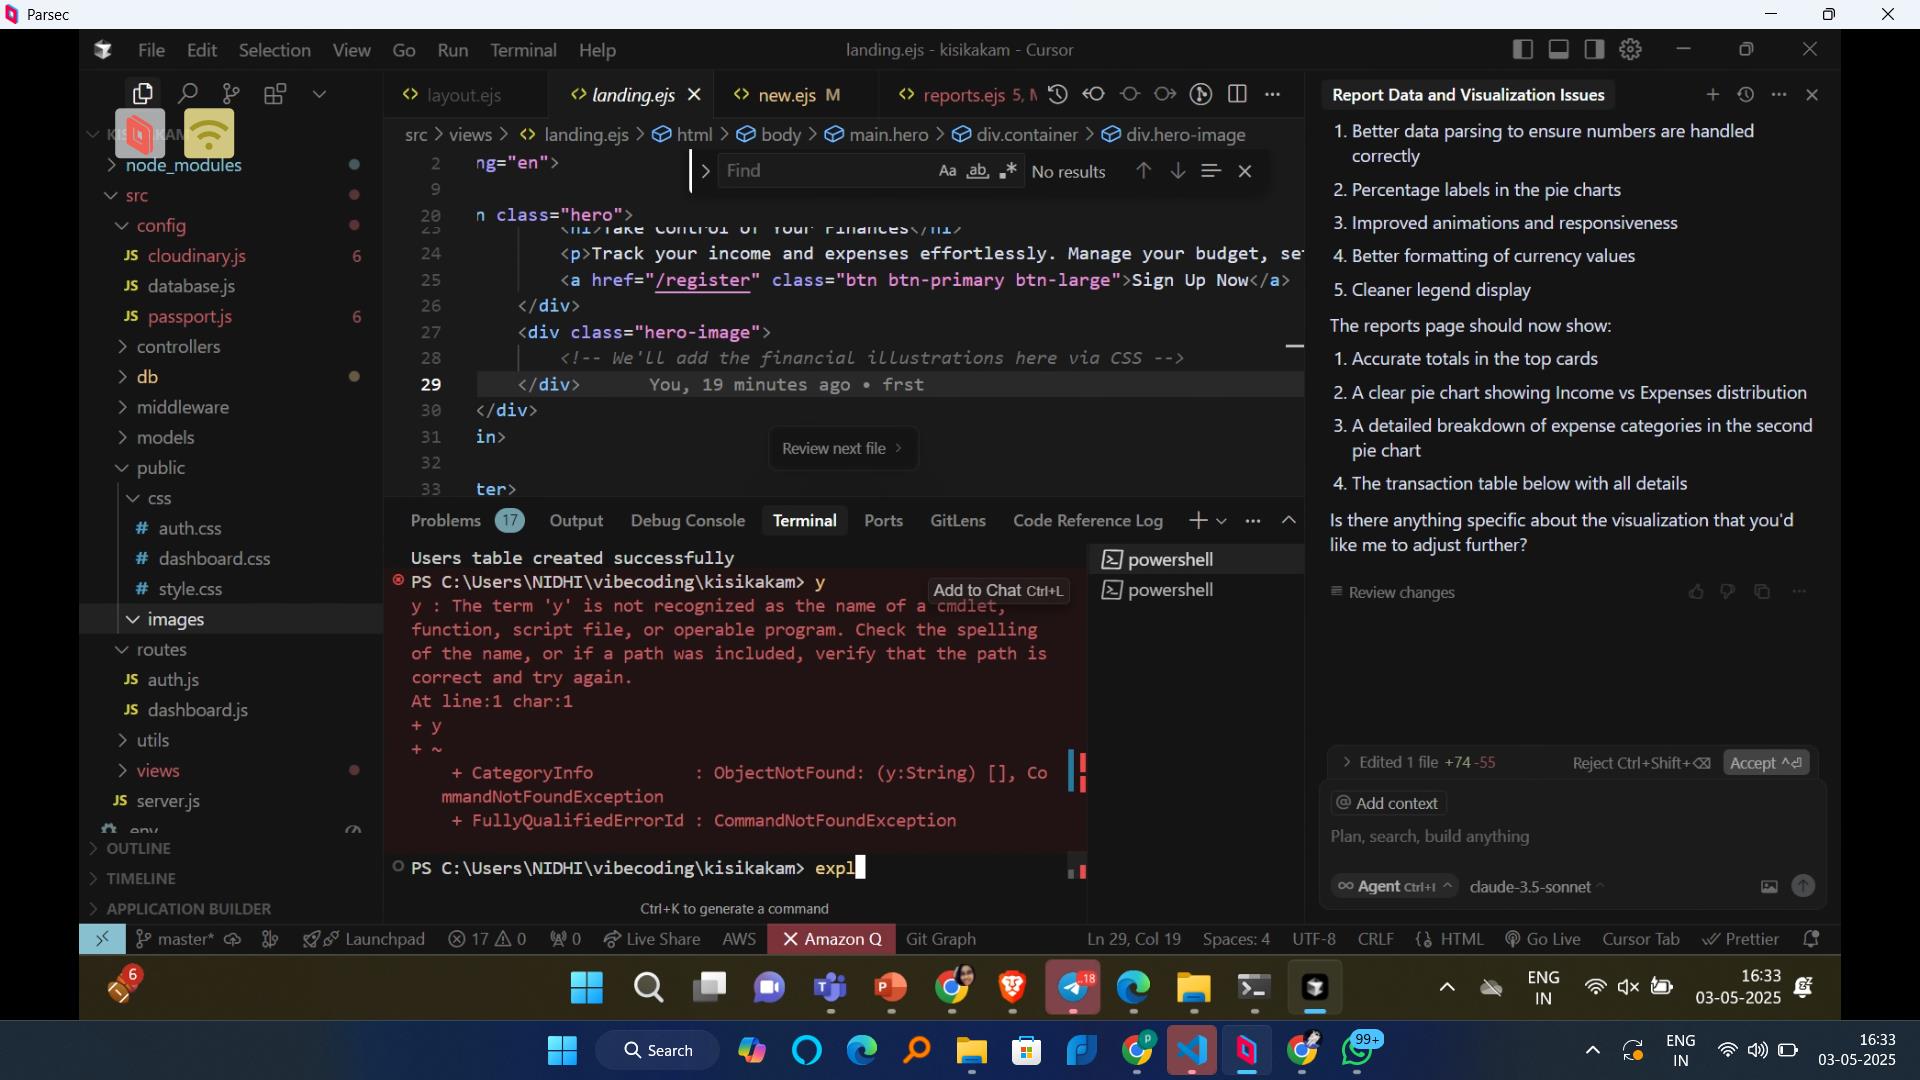 Parsec
File Edit Selection View Go Run Terminal Help
landing.ejs - kisikakam - Cursor
layout.ejs
landing.ejs
new.ejs M
reports.ejs 5, M
src > views > landing.ejs > html > body > main.hero > div.container > div.hero-image
Find
Aa ab .* No results
node_modules
src
config
JS cloudinary.js 6
JS database.js
JS passport.js 6
controllers
db
middleware
models
public
css
# auth.css
# dashboard.css
# style.css
images
routes
JS auth.js
JS dashboard.js
utils
views
JS server.js
.env
OUTLINE
TIMELINE
APPLICATION BUILDER
2 ng="en">
9
20 n class="hero">
23 <h1>Take Control of Your Finances</h1>
24 <p>Track your income and expenses effortlessly. Manage your budget, se
25 <a href="/register" class="btn btn-primary btn-large">Sign Up Now</a>
26 </div>
27 <div class="hero-image">
28 <!-- We'll add the financial illustrations here via CSS -->
29 </div> You, 19 minutes ago • frst
30 </div>
31 in>
32
33 ter>
Review next file >
Problems 17 Output Debug Console Terminal Ports GitLens Code Reference Log
Users table created successfully
PS C:\Users\NIDHI\vibecoding\kisikakam> y
Add to Chat Ctrl+L
y : The term 'y' is not recognized as the name of a cmdlet,
function, script file, or operable program. Check the spelling
of the name, or if a path was included, verify that the path is
correct and try again.
At line:1 char:1
+ y
+ ~
+ CategoryInfo : ObjectNotFound: (y:String) [], Co
mmandNotFoundException
+ FullyQualifiedErrorId : CommandNotFoundException
PS C:\Users\NIDHI\vibecoding\kisikakam> expl
Ctrl+K to generate a command
powershell
powershell
Report Data and Visualization Issues
1. Better data parsing to ensure numbers are handled
correctly
2. Percentage labels in the pie charts
3. Improved animations and responsiveness
4. Better formatting of currency values
5. Cleaner legend display
The reports page should now show:
1. Accurate totals in the top cards
2. A clear pie chart showing Income vs Expenses distribution
3. A detailed breakdown of expense categories in the second
pie chart
4. The transaction table below with all details
Is there anything specific about the visualization that you'd
like me to adjust further?
Review changes
Edited 1 file +74 -55 Reject Ctrl+Shift+⌫ Accept ^⏎
@ Add context
Plan, search, build anything
∞ Agent Ctrl+I claude-3.5-sonnet
master* Launchpad 17 0 0 Live Share AWS Amazon Q Git Graph
Ln 29, Col 19 Spaces: 4 UTF-8 CRLF HTML Go Live Cursor Tab Prettier
6
18
ENG
IN
16:33
03-05-2025
Search
P
99+
ENG
IN
16:33
03-05-2025